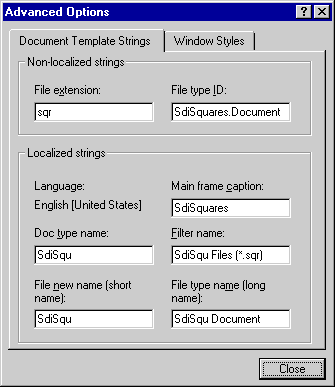 Advanced Options
Document Template Strings Window Styles
Non-localized strings
File extension: File type ID:
sqr SdiSquares.Document
Localized strings
Language: Main frame caption:
English [United States] SdiSquares
Doc type name: Filter name:
SdiSqu SdiSqu Files (*.sqr)
File new name (short name): File type name (long name):
SdiSqu SdiSqu Document
Close